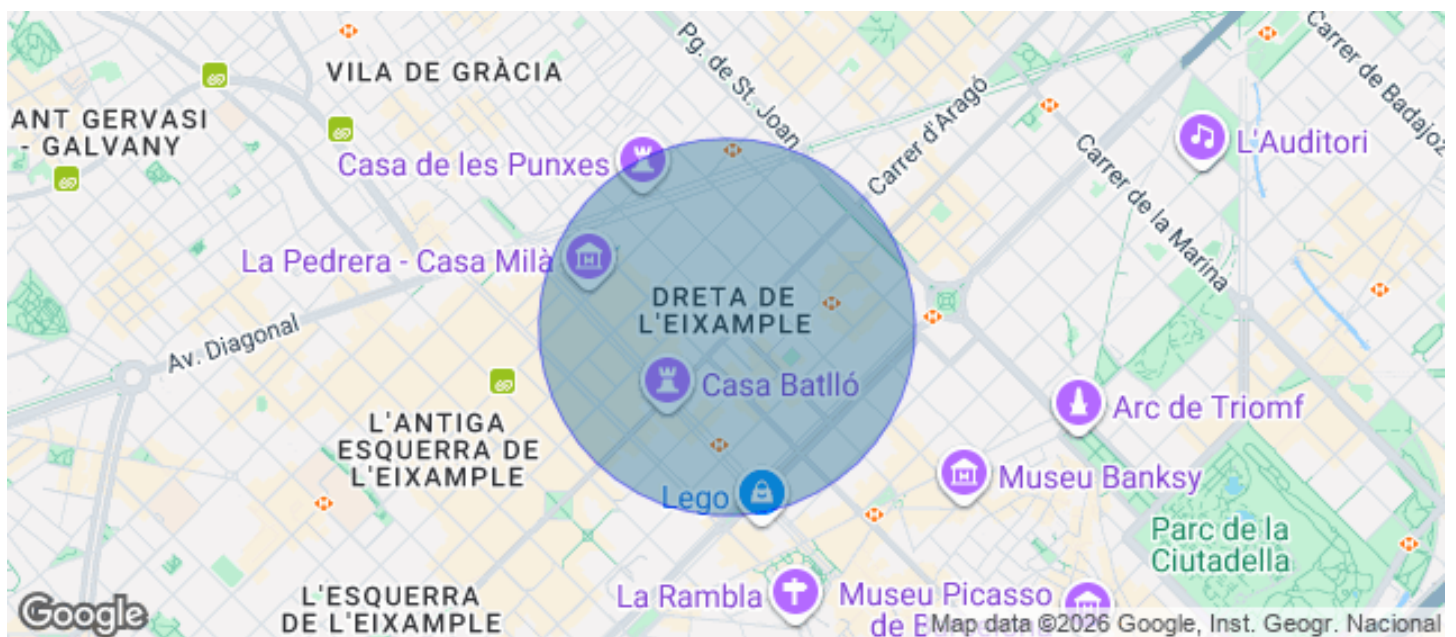 VILA DE GRÀCIA
ANT GERVASI
- GALVANY
Casa de les Punxes
Pg. de St. Joan
Carrer d'Aragó
Carrer de Badajoz
L'Auditori
Carrer de la Marina
La Pedrera - Casa Milà
DRETA DE
L'EIXAMPLE
Av. Diagonal
Casa Batlló
L'ANTIGA
ESQUERRA DE
L'EIXAMPLE
Arc de Triomf
Lego
Museu Banksy
Parc de la
Ciutadella
L'ESQUERRA
DE L'EIXAMPLE
La Rambla
Museu Picasso
de B
Google
Map data ©2026 Google, Inst. Geogr. Nacional